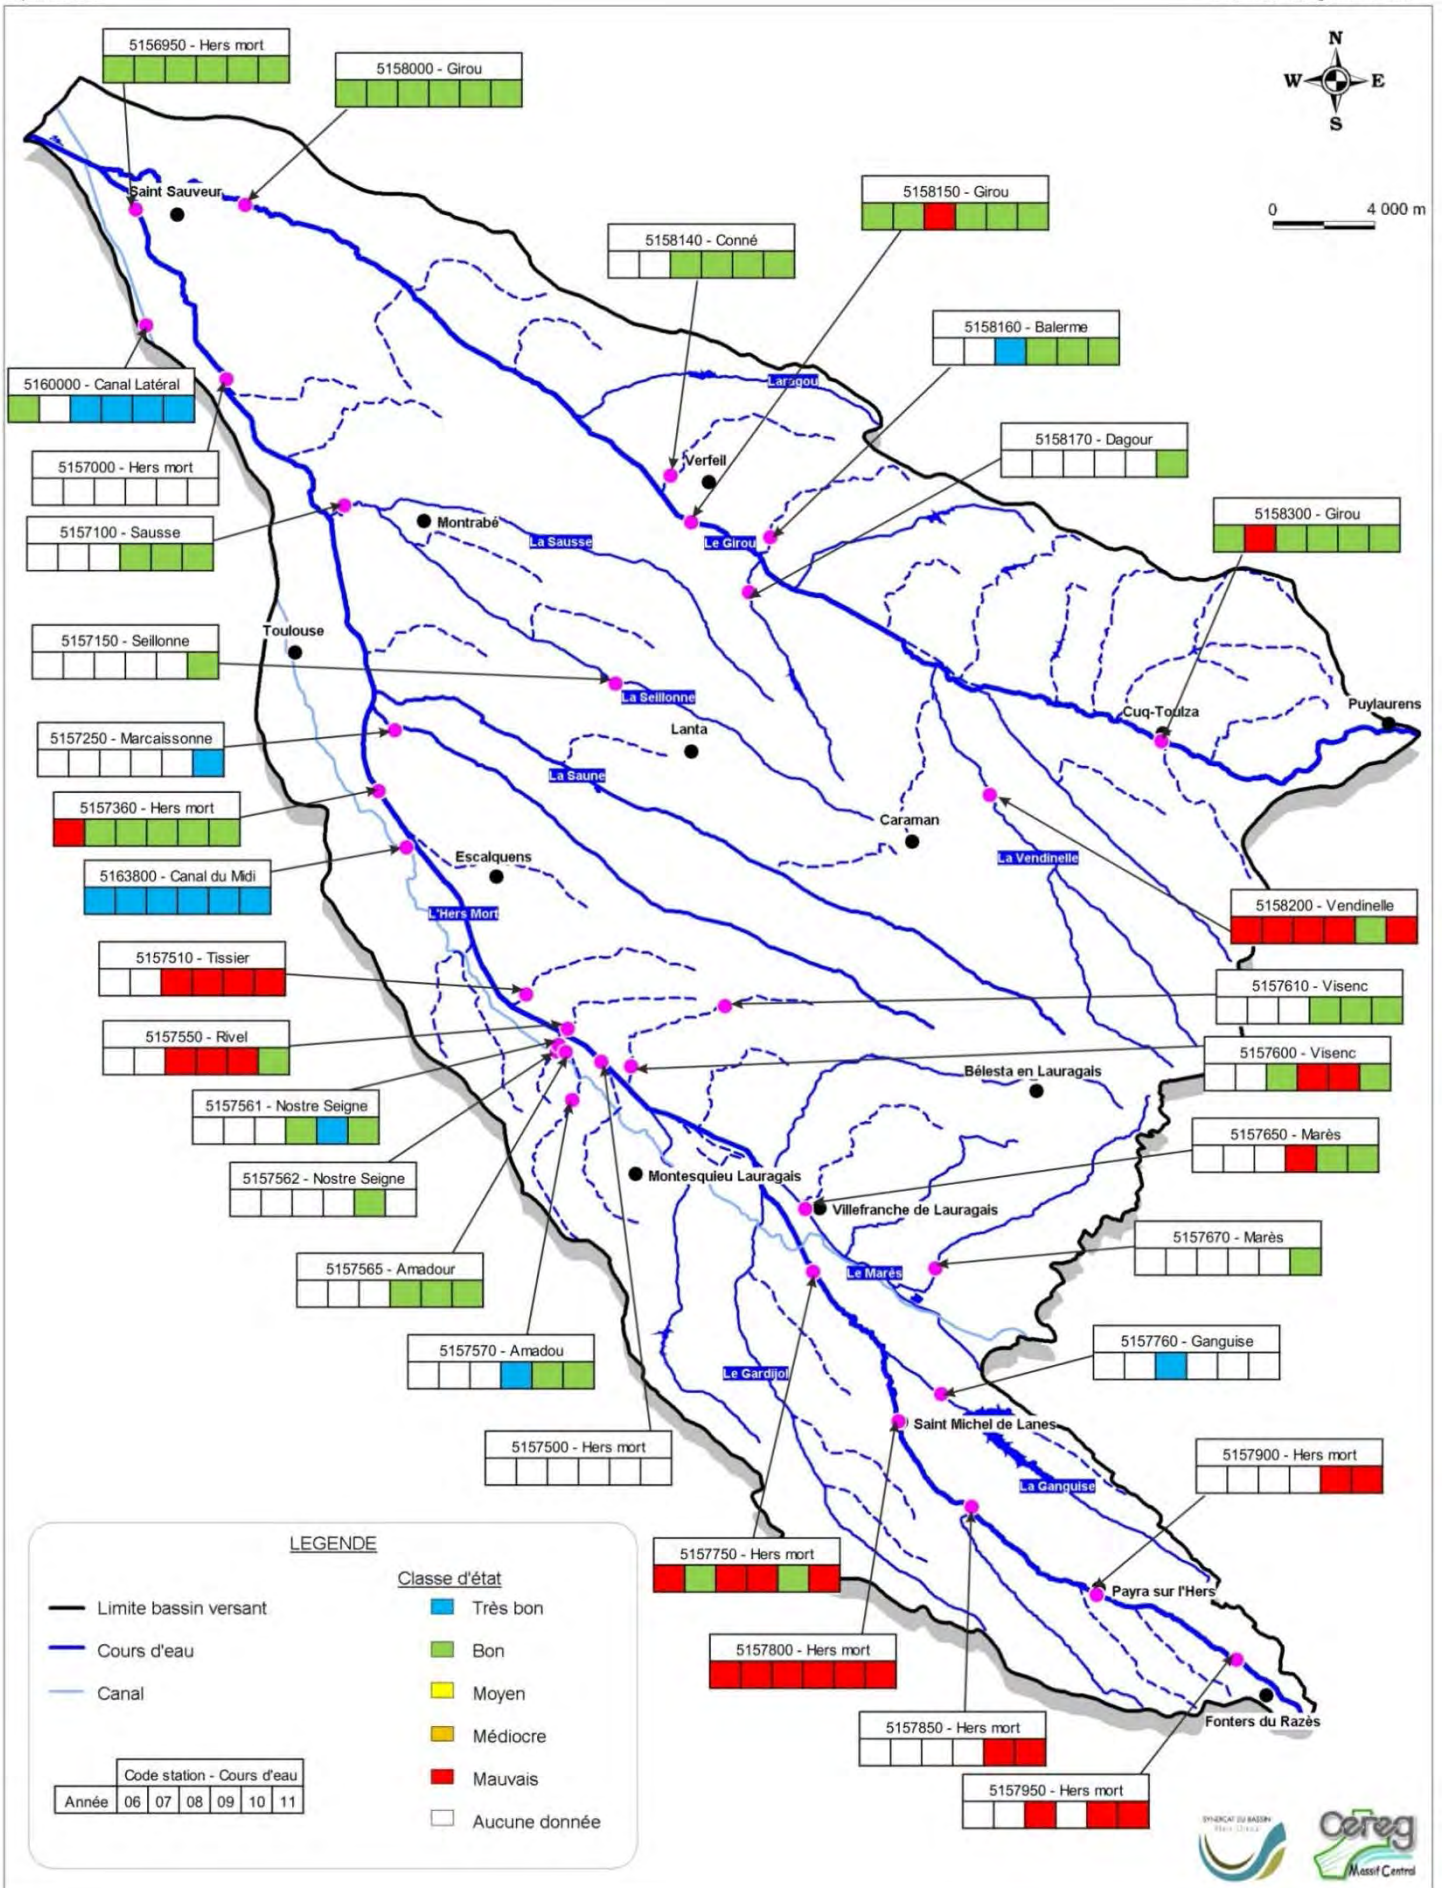 5156950 - Hers mort
5158000 - Girou
N
W E
S
5158150 - Girou
Saint Sauveur
0 4 000 m
5158140 - Conné
5158160 - Balerme
5160000 - Canal Latéral
Laragou
5158170 - Dagour
5157000 - Hers mort
Verfeil
5158300 - Girou
5157100 - Sausse
Montrabé
La Sausse
Le Girou
5157150 - Seillonne
Toulouse
La Seillonne
Puylaurens
Cuq-Toulza
5157250 - Marcaissonne
Lanta
La Saune
5157360 - Hers mort
Caraman
Escalquens
La Vendinelle
5163800 - Canal du Midi
L'Hers Mort
5158200 - Vendinelle
5157510 - Tissier
5157610 - Visenc
5157550 - Rivel
5157600 - Visenc
Bélesta en Lauragais
5157561 - Nostre Seigne
5157650 - Marès
5157562 - Nostre Seigne
Montesquieu Lauragais
Villefranche de Lauragais
5157670 - Marès
5157565 - Amadour
Le Marès
5157570 - Amadou
5157760 - Ganguise
Le Gardijol
Saint Michel de Lanes
5157500 - Hers mort
5157900 - Hers mort
La Ganguise
5157750 - Hers mort
Payra sur l'Hers
5157800 - Hers mort
5157850 - Hers mort
Fonters du Razès
5157950 - Hers mort
LEGENDE
Classe d'état
Limite bassin versant
Très bon
Cours d'eau
Bon
Canal
Moyen
Médiocre
Mauvais
Aucune donnée
Code station - Cours d'eau
Année 06 07 08 09 10 11
SYNDICAT DU BASSIN
Hers Girou
Cereg
Massif Central